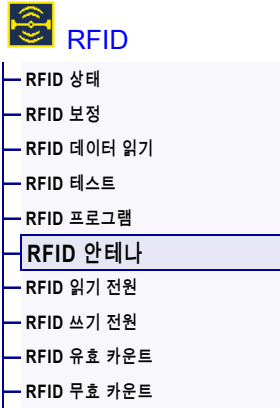 RFID
RFID 상태
RFID 보정
RFID 데이터 읽기
RFID 테스트
RFID 프로그램
RFID 안테나
RFID 읽기 전원
RFID 쓰기 전원
RFID 유효 카운트
RFID 무효 카운트